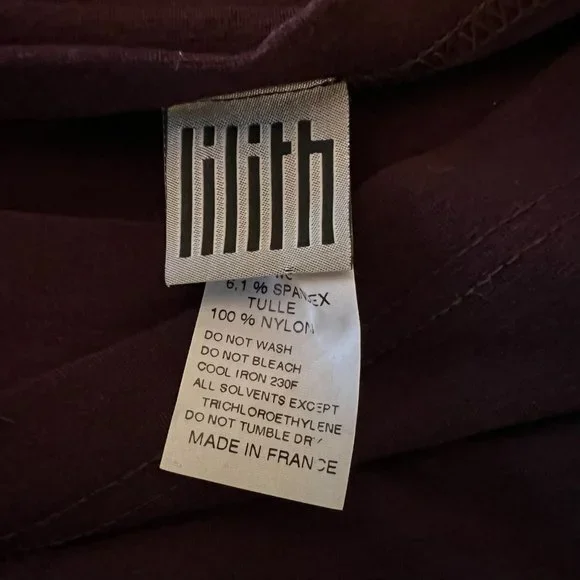 lilith
6,1 % SPANDEX
TULLE
100 % NYLON
DO NOT WASH
DO NOT BLEACH
COOL IRON 230F
ALL SOLVENTS EXCEPT
TRICHLOROETHYLENE
DO NOT TUMBLE DRY
MADE IN FRANCE